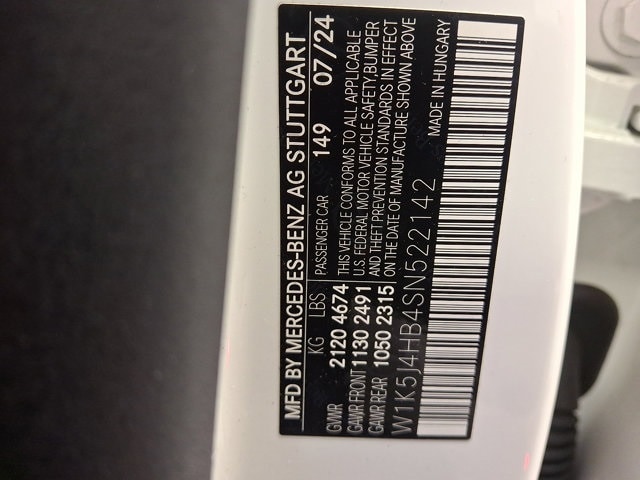 MFD BY MERCEDES-BENZ AG STUTTGART
KG LBS PASSENGER CAR 149 07/24
GVWR 2120 4674 THIS VEHICLE CONFORMS TO ALL APPLICABLE
GAWR FRONT 1130 2491 U.S. FEDERAL MOTOR VEHICLE SAFETY,BUMPER
GAWR REAR 1050 2315 AND THEFT PREVENTION STANDARDS IN EFFECT
ON THE DATE OF MANUFACTURE SHOWN ABOVE
W1K5J4HB4SN522142 MADE IN HUNGARY